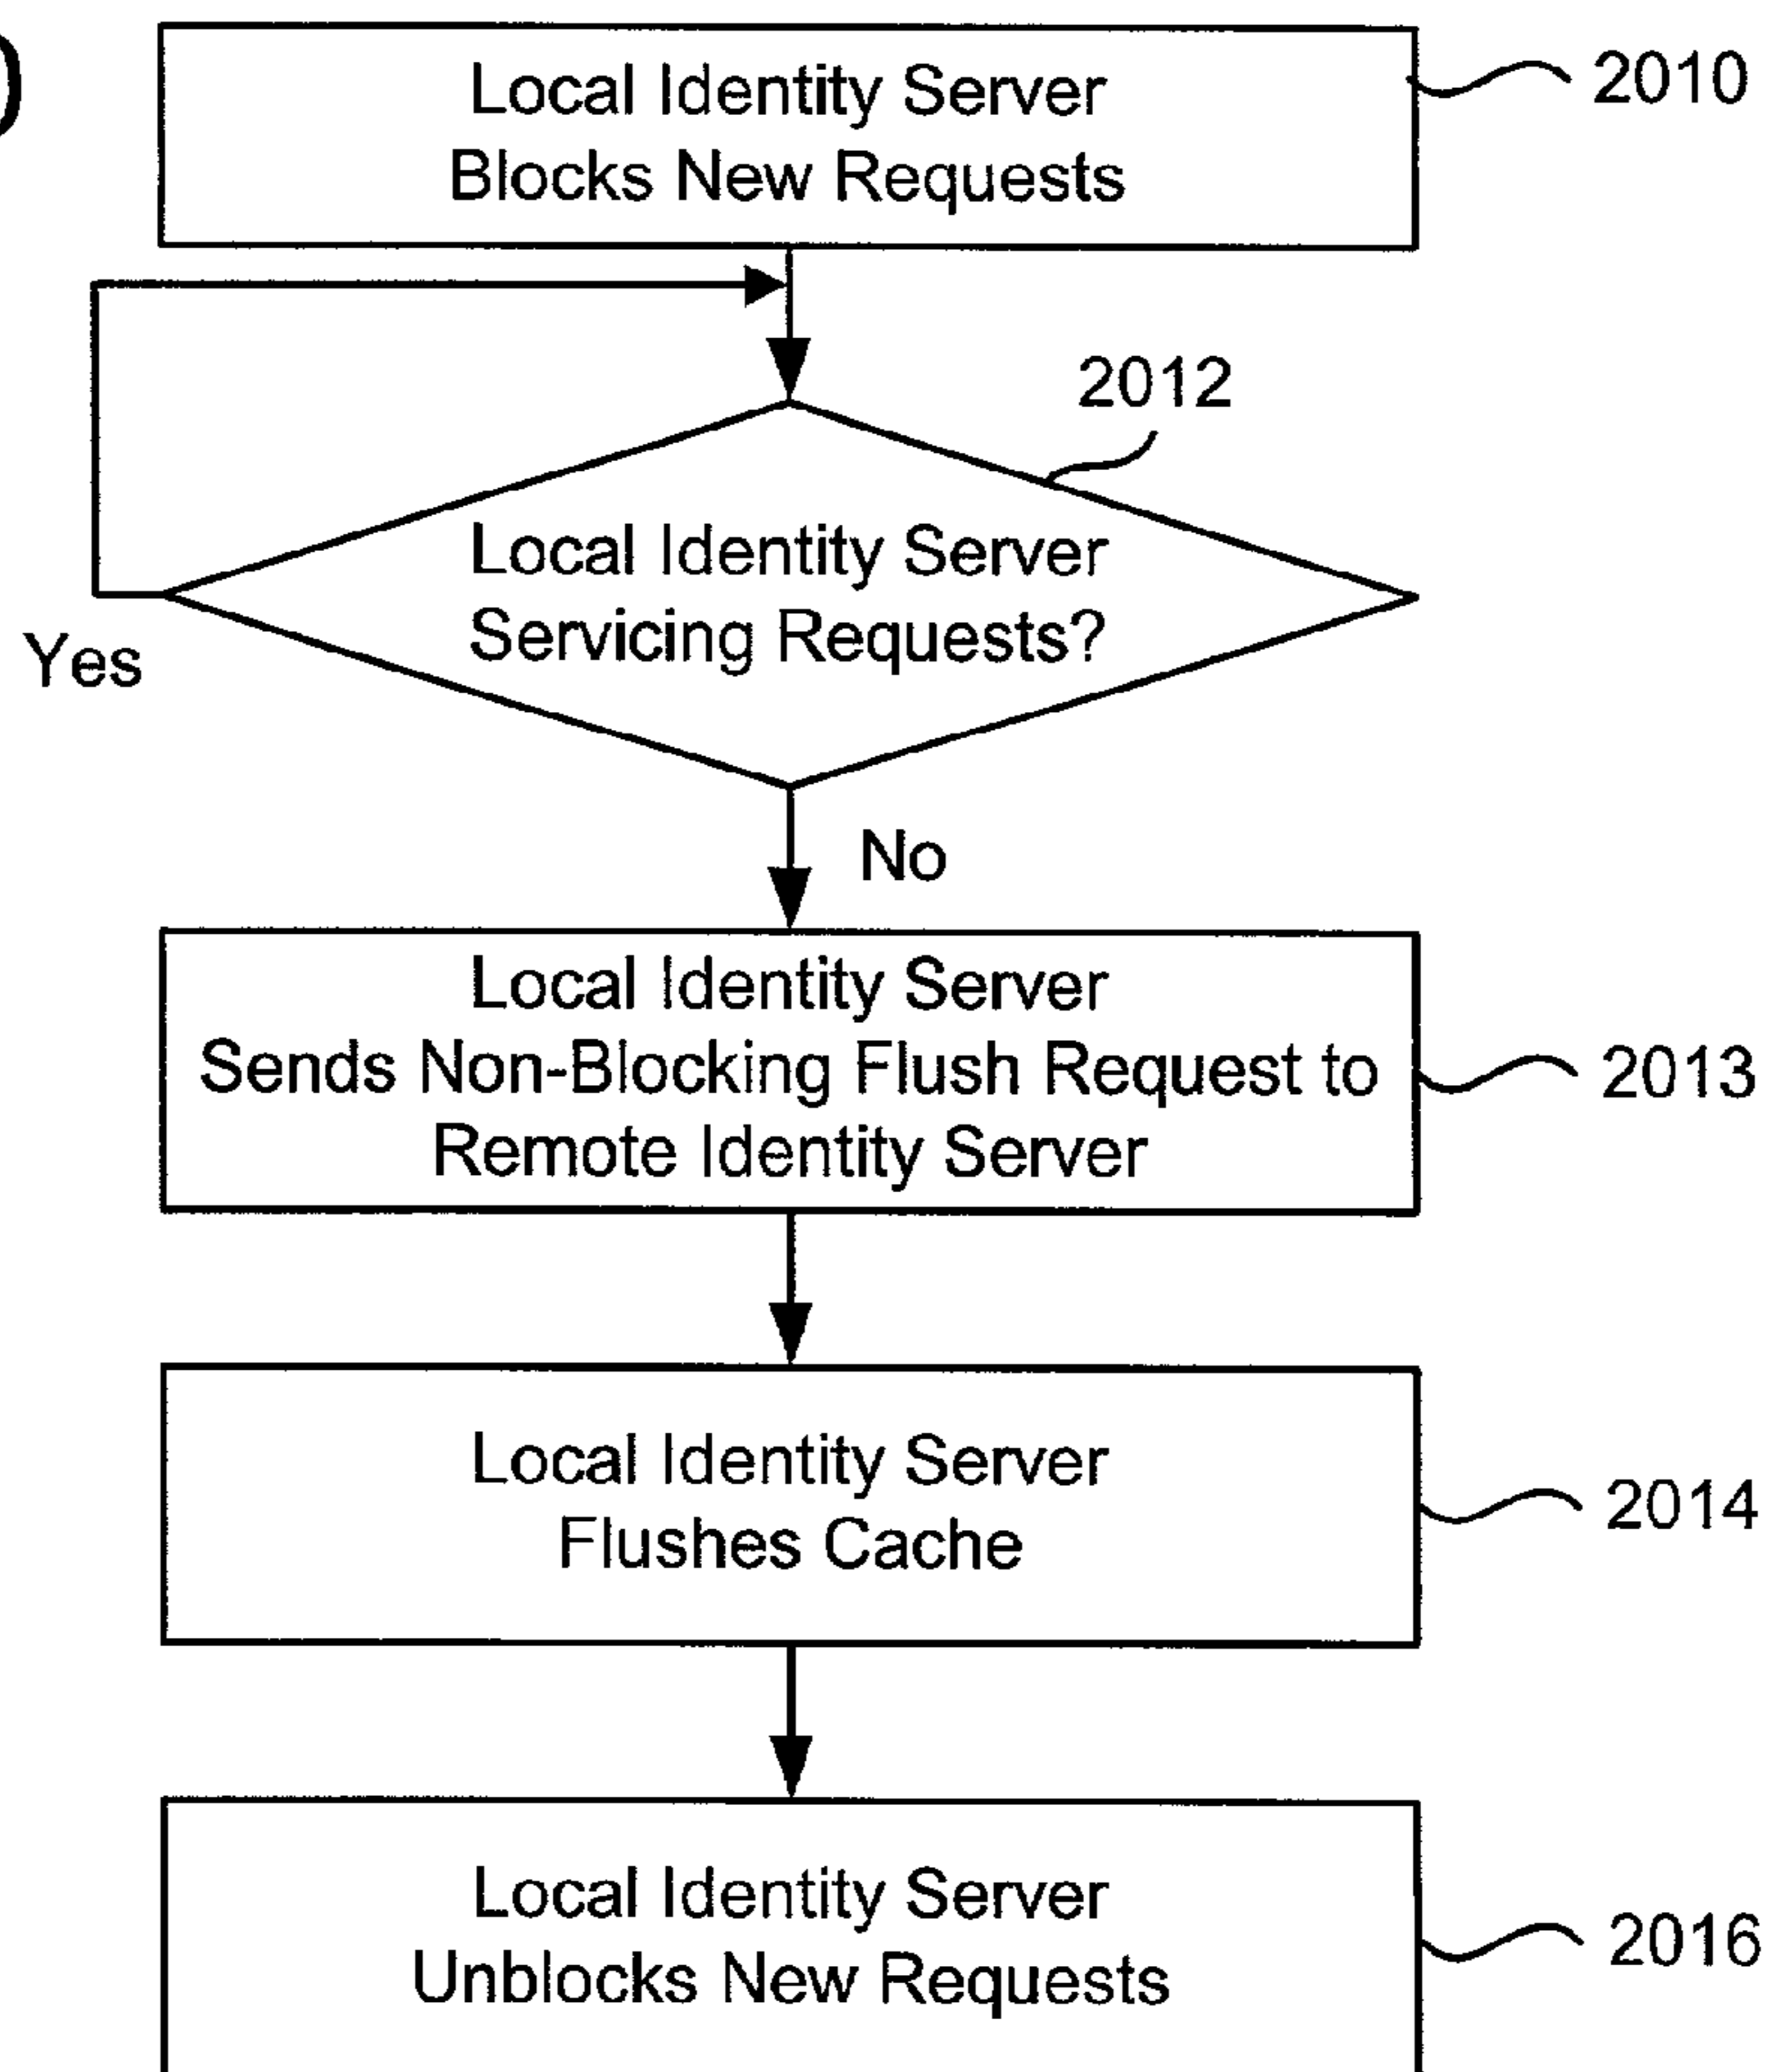 Local Identity Server
Blocks New Requests
2010
2012
Local Identity Server
Servicing Requests?
Yes
No
Local Identity Server
Sends Non-Blocking Flush Request to
Remote Identity Server
2013
Local Identity Server
Flushes Cache
2014
Local Identity Server
Unblocks New Requests
2016